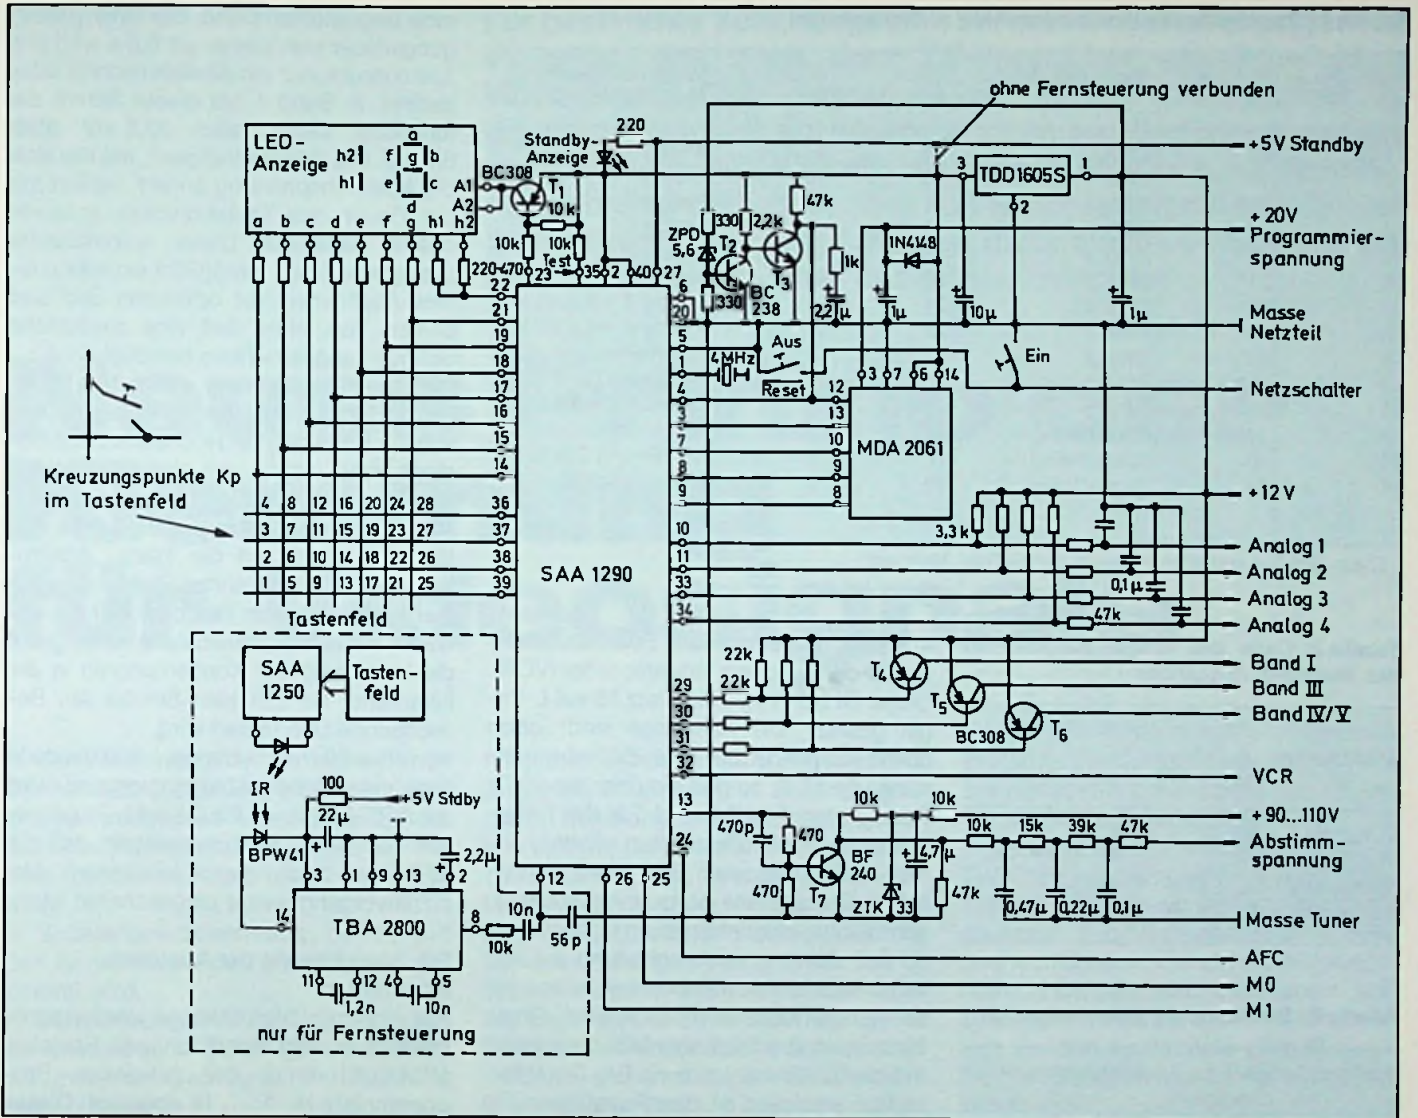 ohne Fernsteuerung verbunden
LED-
Anzeige
h2
h1
a
f g b
e c
d
A1
A2
a b c d e f g h1 h2
Standby-
Anzeige
220
+5V Standby
BC308
T1
10k
10k
10k
Test
220-470
23 35 2 40 27
3 TDD1605S 1
2
47k
330
2,2k
ZPD
5,6
T2
T3
330
BC
238
1k
2,2µ
1N4148
1µ
10µ
1µ
+20V
Programmier-
spannung
Masse
Netzteil
Aus
Reset
4MHz
Ein
Netzschalter
22
21
19
18
17
16
15
14
36
37
38
39
6
20
5
1
4
3
7
8
9
10
11
33
34
29
30
31
32
13
24
12 26 25
SAA 1290
3 7 6 14
12
13
10
9
8
MDA 2061
Kreuzungspunkte Kp
im Tastenfeld
4 8 12 16 20 24 28
3 7 11 15 19 23 27
2 6 10 14 18 22 26
1 5 9 13 17 21 25
Tastenfeld
+12V
3,3k
0,1µ
47k
Analog 1
Analog 2
Analog 3
Analog 4
22k
22k
T4
T5
T6
BC308
Band I
Band III
Band IV/V
VCR
SAA
1250
Tasten-
feld
IR
100
+5V Stdby
22µ
BPW41
2,2µ
3 1 9 13 2
14
TBA 2800
8
10k
10n
56p
11 12 4 5
1,2n
10n
nur für Fernsteuerung
470p
470
470
T7
BF
240
10k
10k
4,7µ
ZTK 33
47k
10k 15k 39k 47k
0,47µ 0,22µ 0,1µ
+90...110V
Abstimm-
spannung
Masse Tuner
AFC
M0
M1